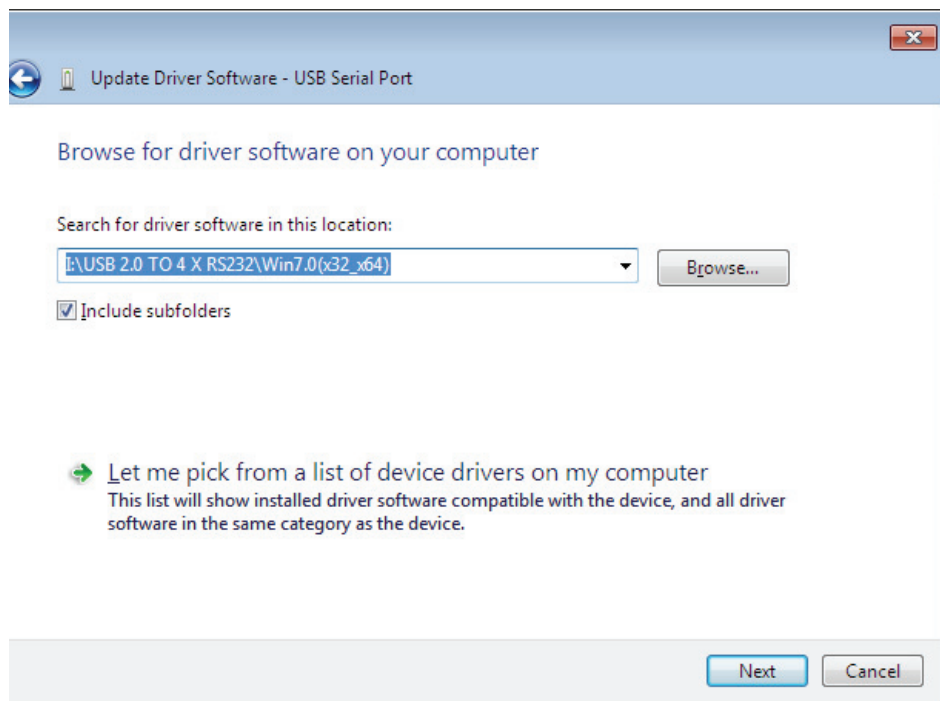 Update Driver Software - USB Serial Port
Browse for driver software on your computer
Search for driver software in this location:
I:\USB 2.0 TO 4 X RS232\Win7.0(x32_x64)
Browse...
Include subfolders
Let me pick from a list of device drivers on my computer
This list will show installed driver software compatible with the device, and all driver
software in the same category as the device.
Next
Cancel